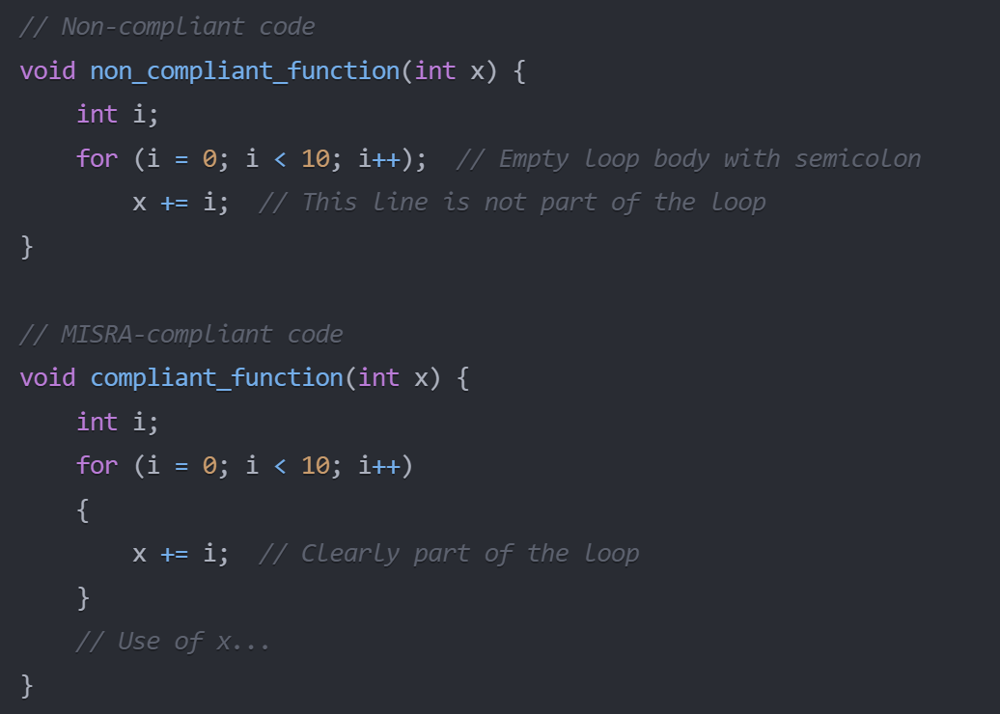 // Non-compliant code
void non_compliant_function(int x) {
    int i;
    for (i = 0; i < 10; i++);  // Empty loop body with semicolon
        x += i;  // This line is not part of the loop
}

// MISRA-compliant code
void compliant_function(int x) {
    int i;
    for (i = 0; i < 10; i++)
    {
        x += i;  // Clearly part of the loop
    }
    // Use of x...
}